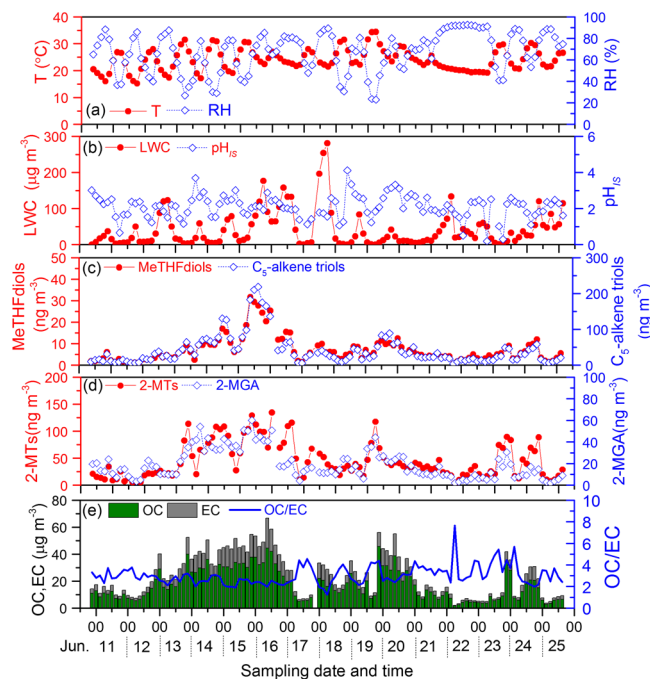 T (°C)
40
30
20
10
0
100
80
60
40
20
0
RH (%)
(a) T RH
LWC (µg m⁻³)
300
200
100
0
(b) LWC pH_IS
6
4
2
0
pH_IS
MeTHFdiols
(ng m⁻³)
50
40
30
20
10
0
(c) MeTHFdiols C₅-alkene triols
300
200
100
0
C₅-alkene triols
(ng m⁻³)
2-MTs(ng m⁻³)
200
150
100
50
0
(d) 2-MTs 2-MGA
100
80
60
40
20
0
2-MGA(ng m⁻³)
OC,EC (µg m⁻³)
80
60
40
20
0
(e) OC EC OC/EC
10
8
6
4
2
0
OC/EC
00 00 00 00 00 00 00 00 00 00 00 00 00 00 00
Jun. 11 12 13 14 15 16 17 18 19 20 21 22 23 24 25
Sampling date and time